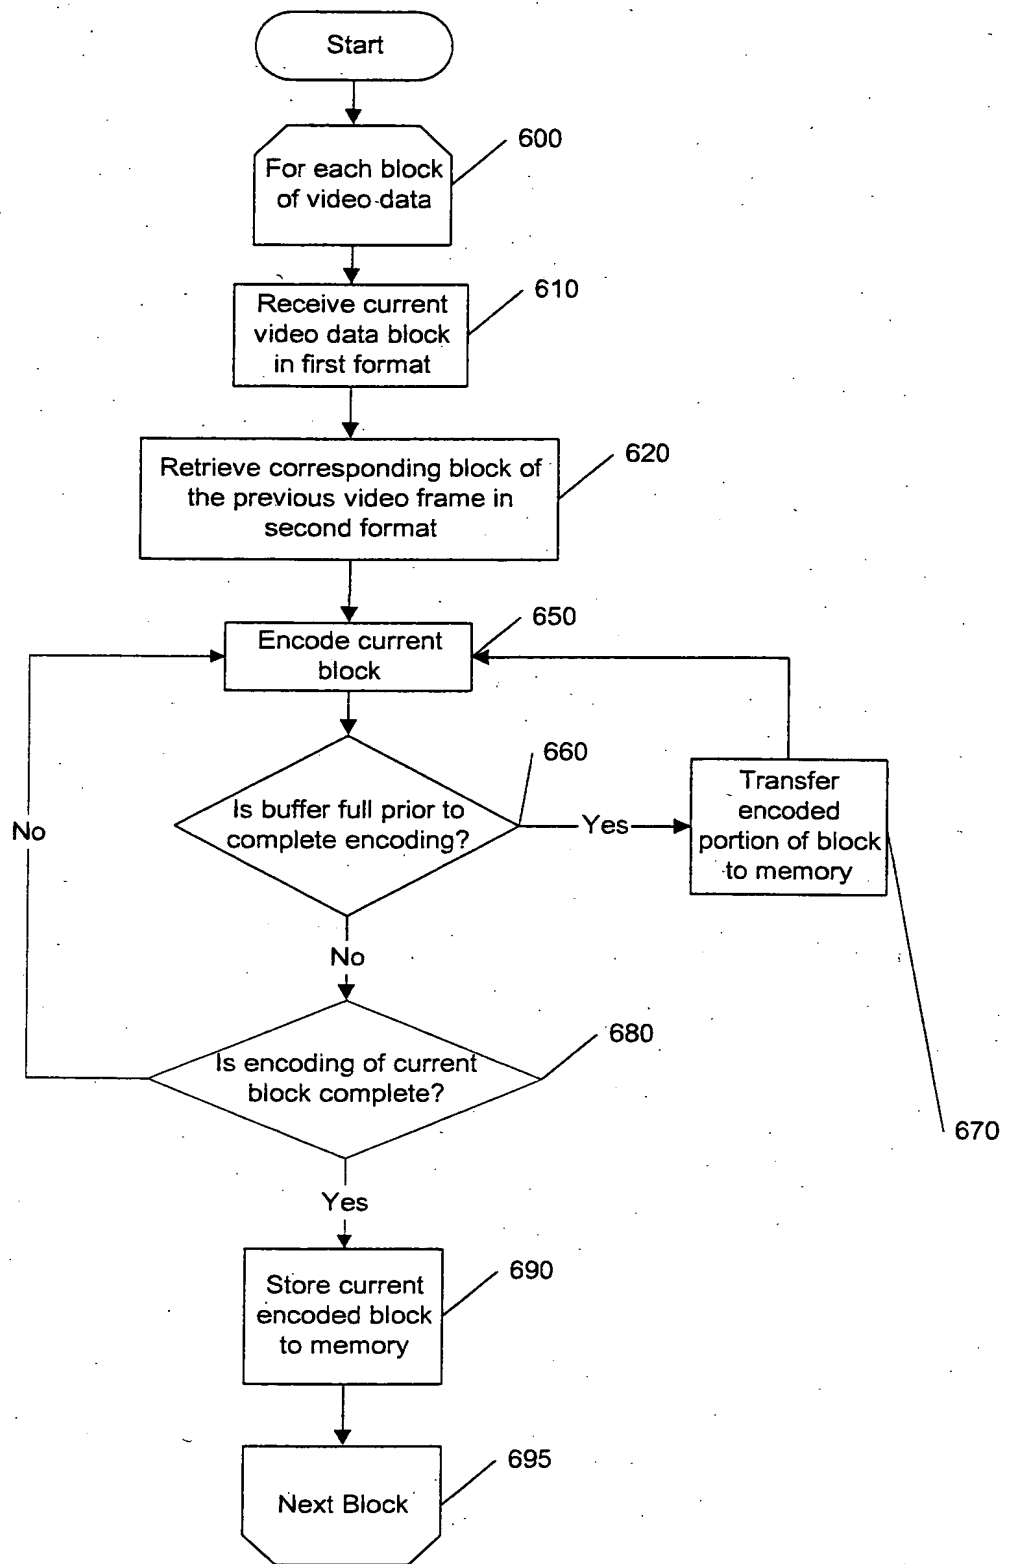 Start
600
For each block
of video data
610
Receive current
video data block
in first format
620
Retrieve corresponding block of
the previous video frame in
second format
650
Encode current
block
660
Is buffer full prior to
complete encoding?
Yes
Transfer
encoded
portion of block
to memory
No
No
680
Is encoding of current
block complete?
670
Yes
690
Store current
encoded block
to memory
695
Next Block